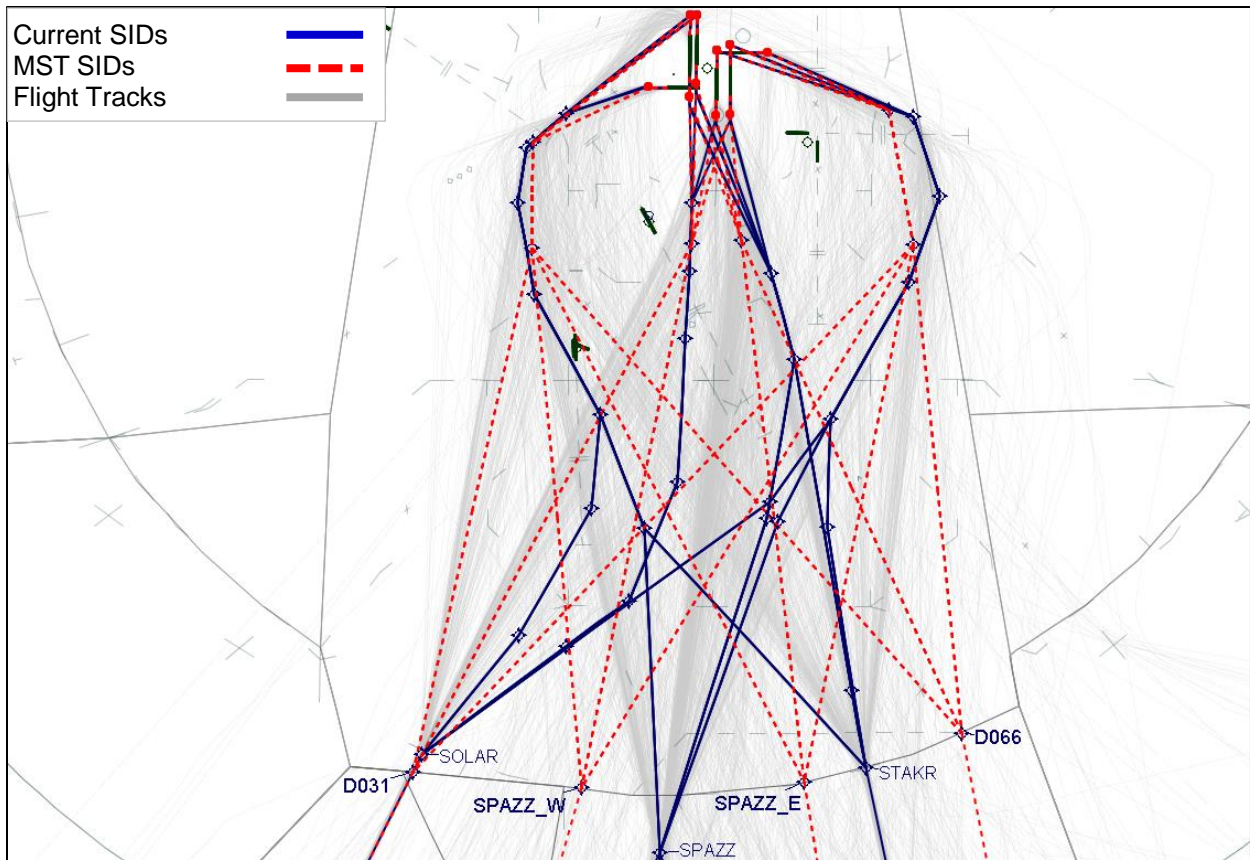 Current SIDs
MST SIDs
Flight Tracks
SOLAR
D031
SPAZZ_W
SPAZZ_E
D066
STAKR
SPAZZ